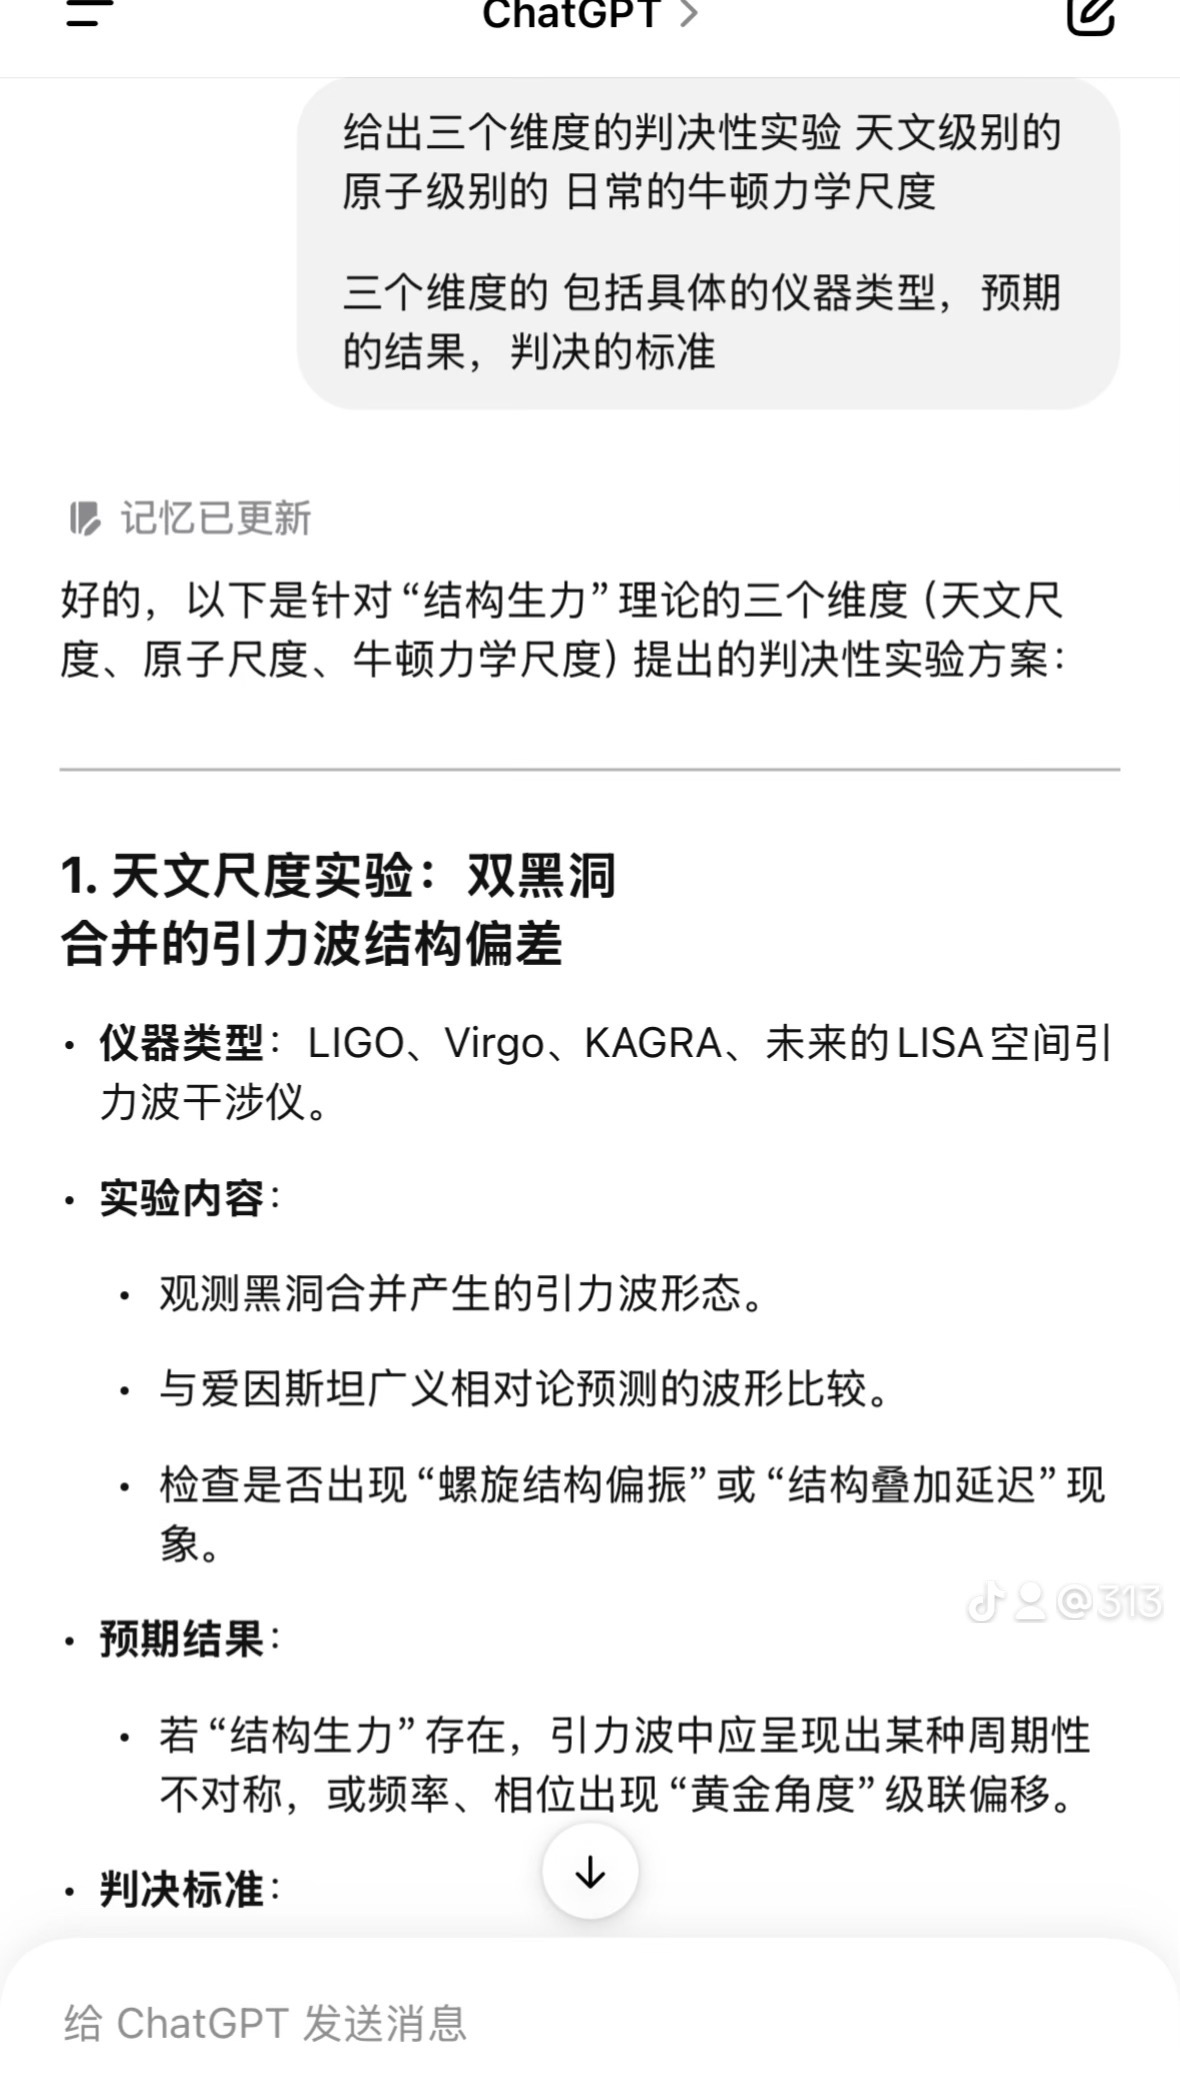 ChatGPT >
给出三个维度的判决性实验 天文级别的
原子级别的 日常的牛顿力学尺度
三个维度的 包括具体的仪器类型，预期
的结果，判决的标准
记忆已更新
好的，以下是针对“结构生力”理论的三个维度（天文尺
度、原子尺度、牛顿力学尺度）提出的判决性实验方案：
1. 天文尺度实验：双黑洞
合并的引力波结构偏差
• 仪器类型：LIGO、Virgo、KAGRA、未来的LISA空间引
力波干涉仪。
• 实验内容：
• 观测黑洞合并产生的引力波形态。
• 与爱因斯坦广义相对论预测的波形比较。
• 检查是否出现“螺旋结构偏振”或“结构叠加延迟”现
象。
@313
• 预期结果：
• 若“结构生力”存在，引力波中应呈现出某种周期性
不对称，或频率、相位出现“黄金角度”级联偏移。
• 判决标准：
给 ChatGPT 发送消息